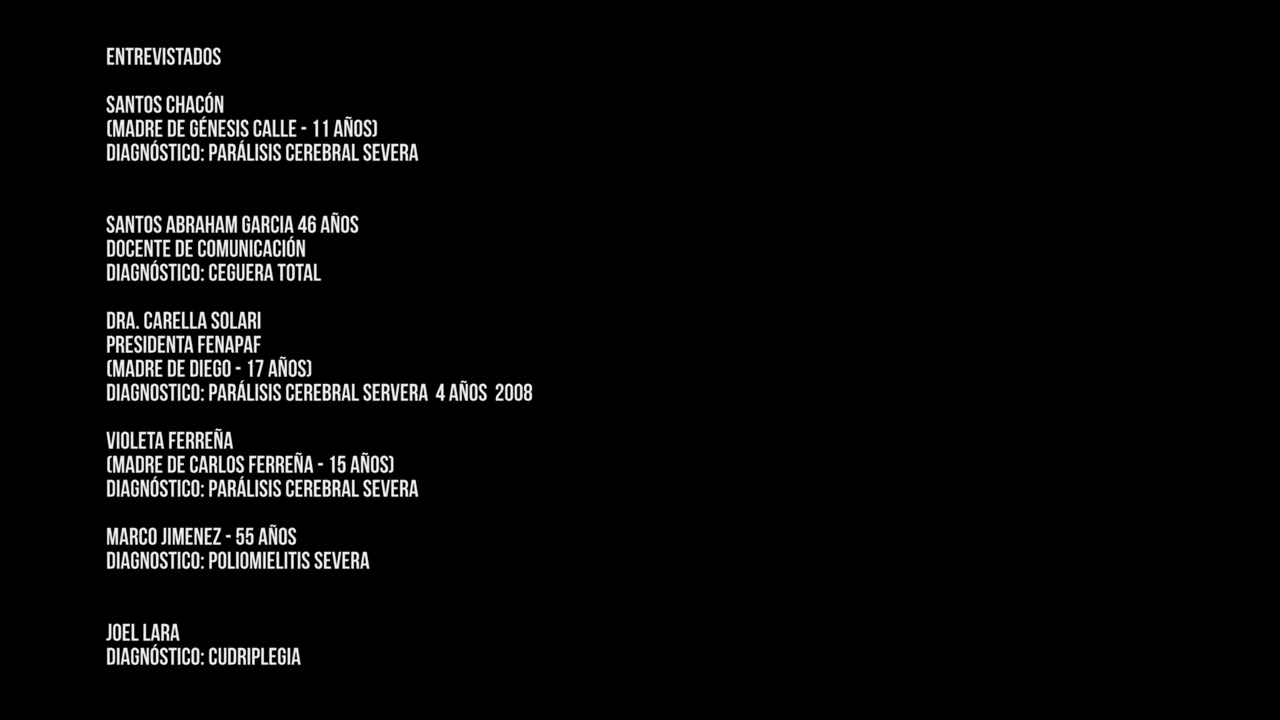 ENTREVISTADOS
SANTOS CHACÓN
(MADRE DE GÉNESIS CALLE - 11 AÑOS)
DIAGNÓSTICO: PARÁLISIS CEREBRAL SEVERA
SANTOS ABRAHAM GARCIA 46 AÑOS
DOCENTE DE COMUNICACIÓN
DIAGNÓSTICO: CEGUERA TOTAL
DRA. CARELLA SOLARI
PRESIDENTA FENAPAF
(MADRE DE DIEGO - 17 AÑOS)
DIAGNOSTICO: PARÁLISIS CEREBRAL SERVERA 4 AÑOS 2008
VIOLETA FERREÑA
(MADRE DE CARLOS FERREÑA - 15 AÑOS)
DIAGNÓSTICO: PARÁLISIS CEREBRAL SEVERA
MARCO JIMENEZ - 55 AÑOS
DIAGNOSTICO: POLIOMIELITIS SEVERA
JOEL LARA
DIAGNÓSTICO: CUDRIPLEGIA